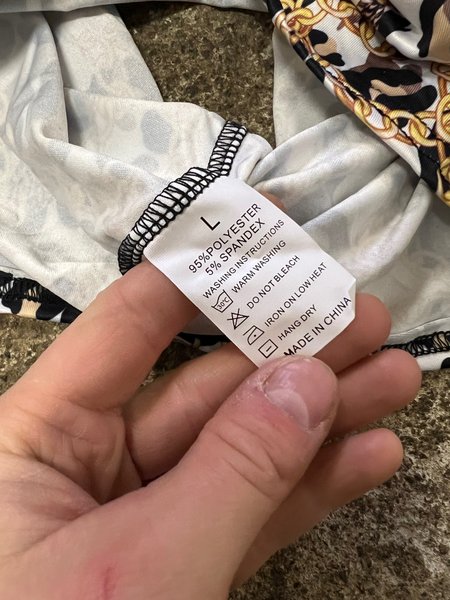 L
95%POLYESTER
5% SPANDEX
WASHING INSTRUCTIONS
30°C WARM WASHING
DO NOT BLEACH
IRON ON LOW HEAT
HANG DRY
MADE IN CHINA